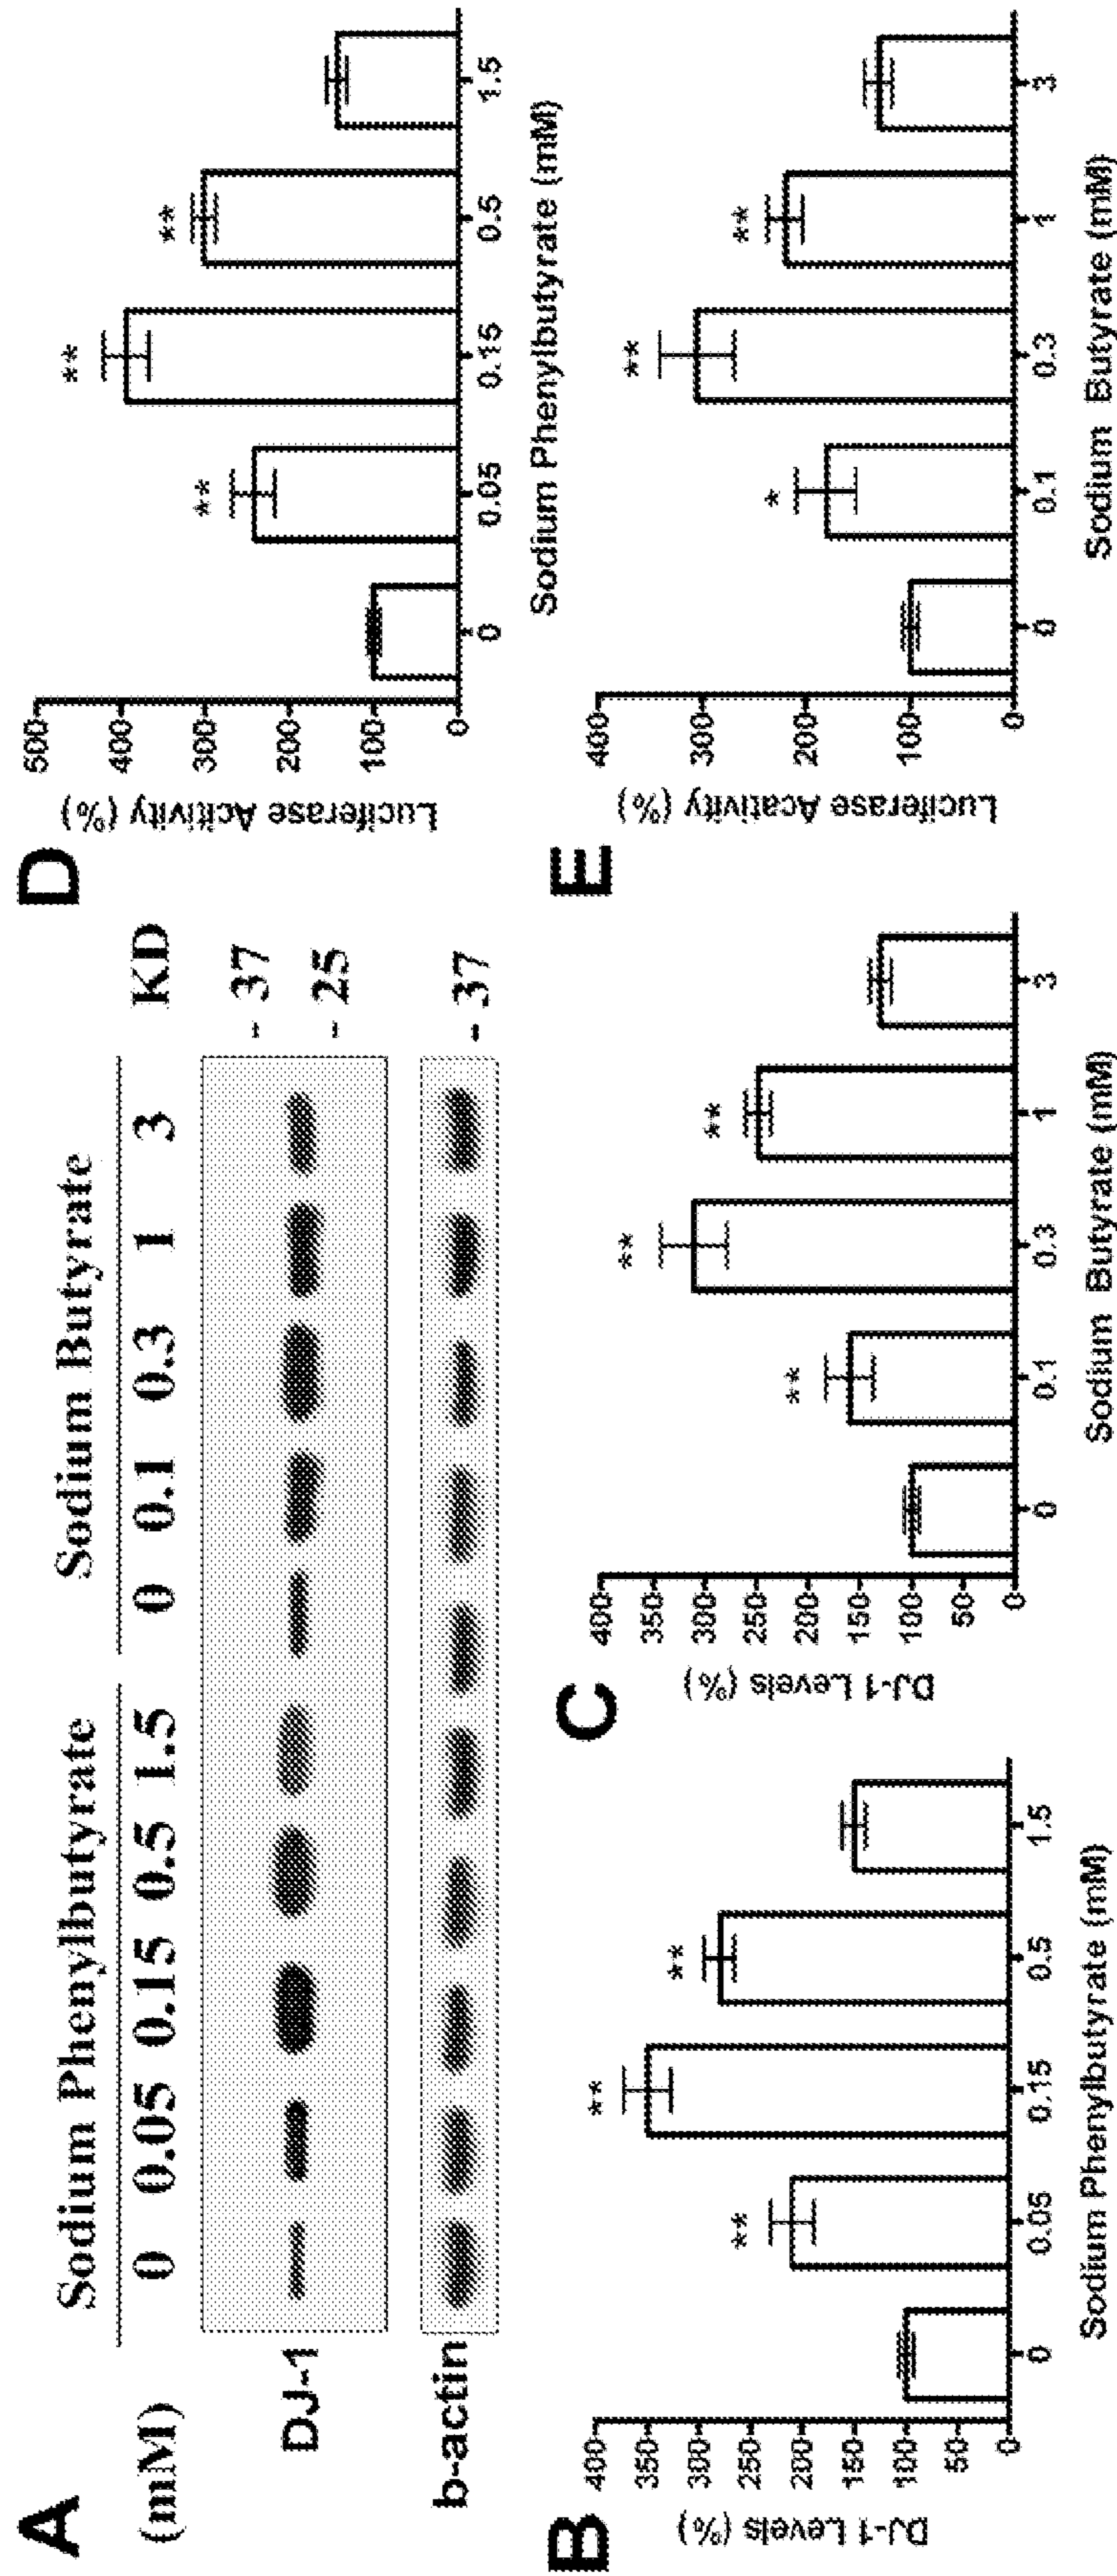 A
Sodium Phenylbutyrate Sodium Butyrate
(mM) 0 0.05 0.15 0.5 1.5 0 0.1 0.3 1 3 KD
DJ-1
- 37
- 25
b-actin - 37
B
DJ-1 Levels (%)
400
350
300
250
200
150
100
50
0
** ** **
0 0.05 0.15 0.5 1.5
Sodium Phenylbutyrate (mM)
C
DJ-1 Levels (%)
400
350
300
250
200
150
100
50
0
** ** **
0 0.1 0.3 1 3
Sodium Butyrate (mM)
D
Luciferase Acitivity (%)
500
400
300
200
100
0
** ** **
0 0.05 0.15 0.5 1.5
Sodium Phenylbutyrate (mM)
E
Luciferase Acativity (%)
400
300
200
100
0
* ** **
0 0.1 0.3 1 3
Sodium Butyrate (mM)